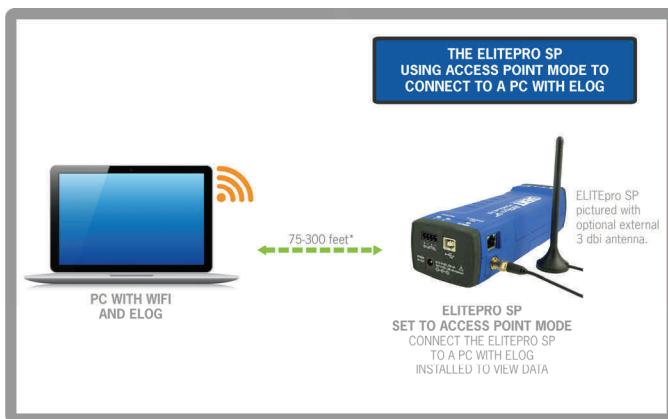 THE ELITEPRO SP
USING ACCESS POINT MODE TO
CONNECT TO A PC WITH ELOG
75-300 feet*
ELITEpro SP
pictured with
optional external
3 dbi antenna.
PC WITH WIFI
AND ELOG
ELITEPRO SP
SET TO ACCESS POINT MODE
CONNECT THE ELITEPRO SP
TO A PC WITH ELOG
INSTALLED TO VIEW DATA